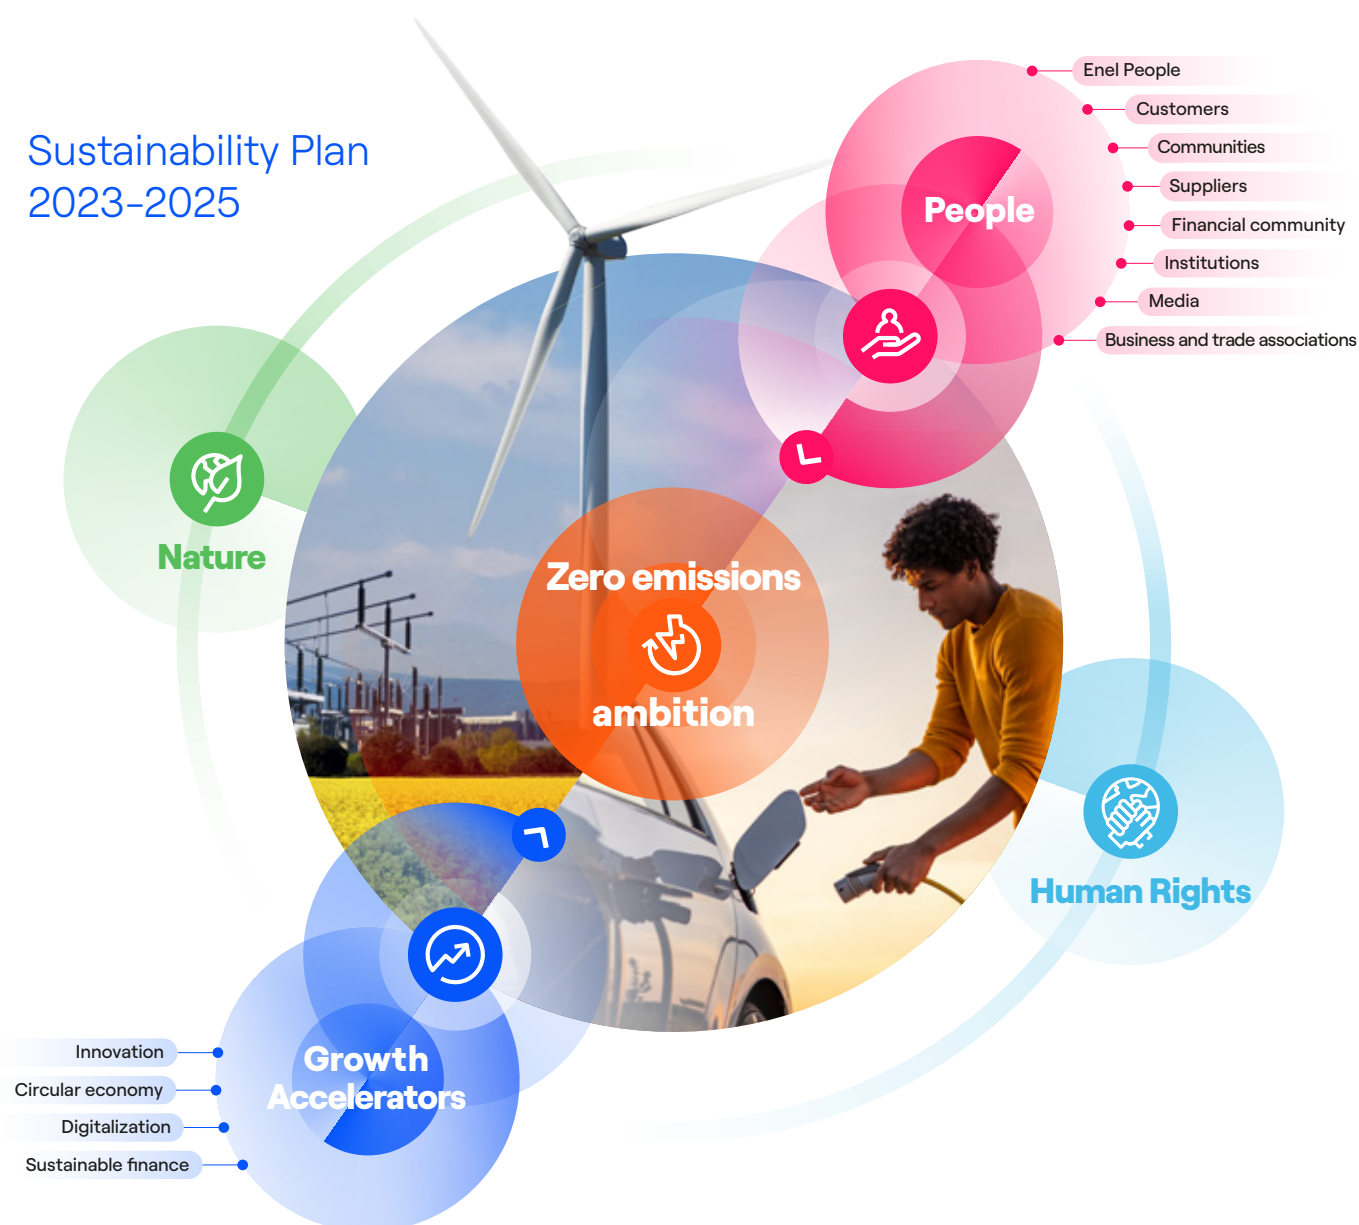 Sustainability Plan
2023-2025
Enel People
Customers
Communities
Suppliers
Financial community
Institutions
Media
Business and trade associations
People
Nature
Zero emissions
ambition
Human Rights
Growth
Accelerators
Innovation
Circular economy
Digitalization
Sustainable finance